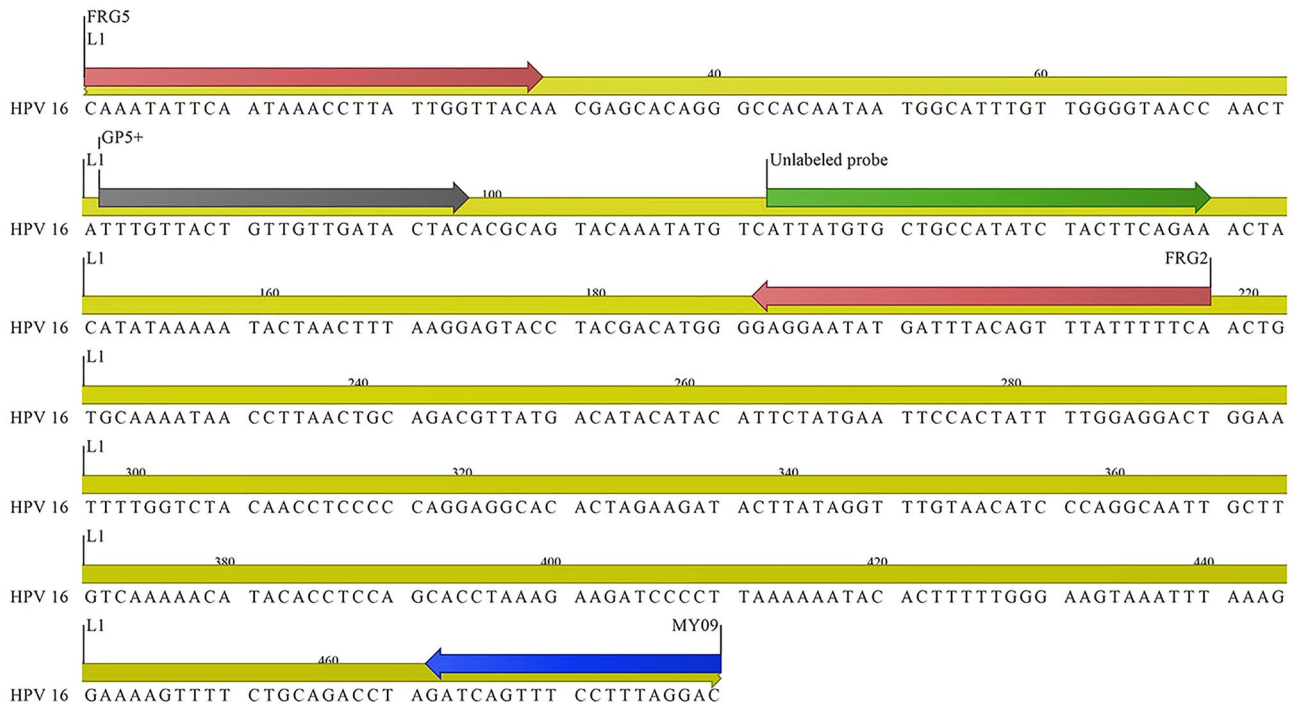 FRG5
L1
40 60
HPV 16 CAAATATTCA ATAAACCTTA TTGGTTACAA CGAGCACAGG GCCACAATAA TGGCATTTGT TGGGGTAACC AACT
GP5+
L1 Unlabeled probe
100
HPV 16 ATTTGTTACT GTTGTTGATA CTACACGCAG TACAAATATG TCATTATGTG CTGCCATATC TACTTCAGAA ACTA
L1 FRG2
160 180 220
HPV 16 CATATAAAAA TACTAACTTT AAGGAGTACC TACGACATGG GGAGGAATAT GATTTACAGT TTATTTTTCA ACTG
L1
240 260 280
HPV 16 TGCAAAATAA CCTTAACTGC AGACGTTATG ACATACATAC ATTCTATGAA TTCCACTATT TTGGAGGACT GGAA
L1
300 320 340 360
HPV 16 TTTTGGTCTA CAACCTCCCC CAGGAGGCAC ACTAGAAGAT ACTTATAGGT TTGTAACATC CCAGGCAATT GCTT
L1
380 400 420 440
HPV 16 GTCAAAAACA TACACCTCCA GCACCTAAAG AAGATCCCCT TAAAAAATAC ACTTTTTGGG AAGTAAATTT AAAG
L1 MY09
460
HPV 16 GAAAAGTTTT CTGCAGACCT AGATCAGTTT CCTTTAGGAC